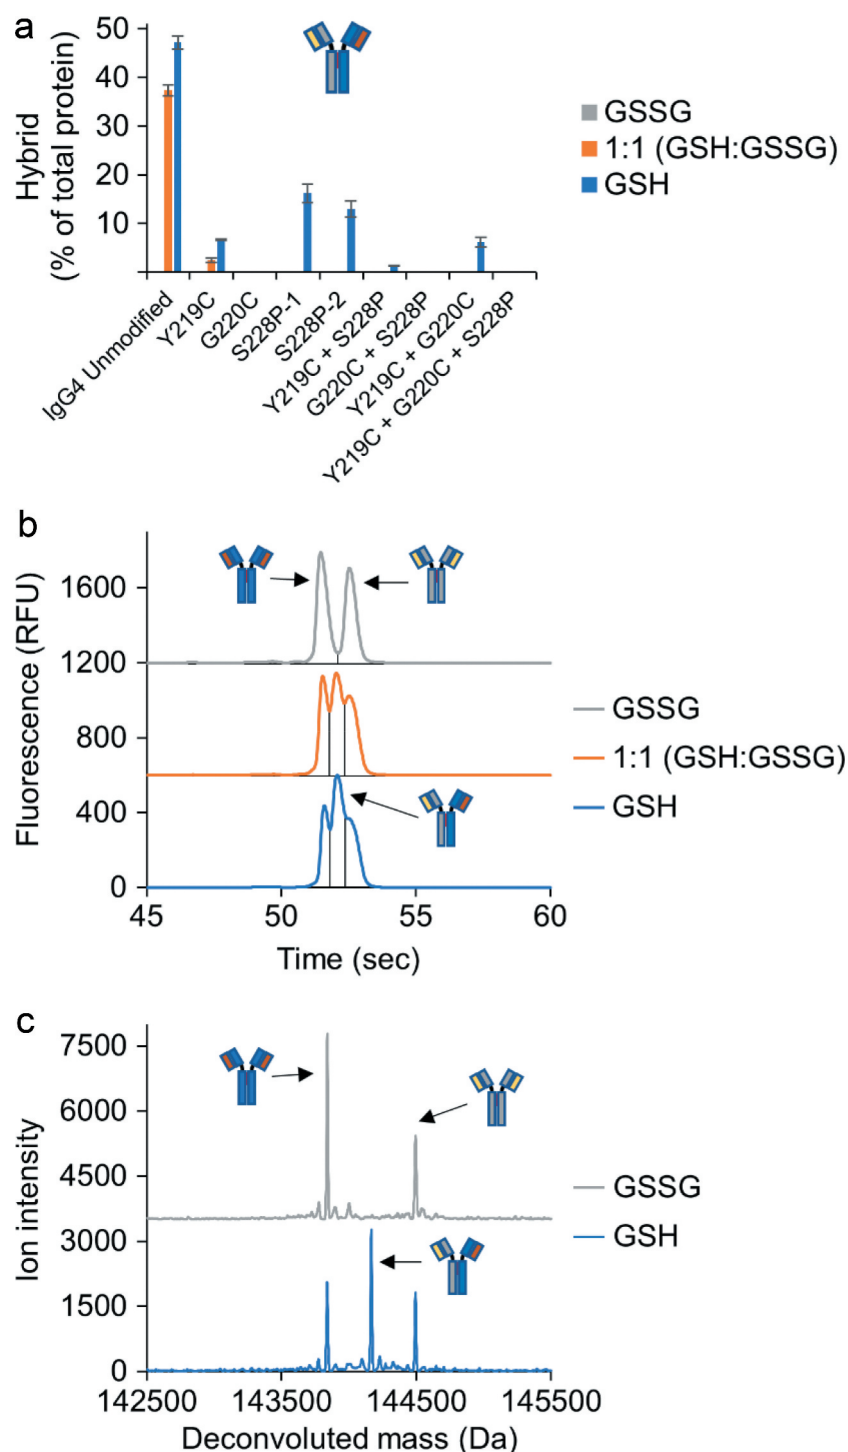 a
50
40
30
20
10
Hybrid
(% of total protein)
GSSG
1:1 (GSH:GSSG)
GSH
IgG4 Unmodified
Y219C
G220C
S228P-1
S228P-2
Y219C + S228P
G220C + S228P
Y219C + G220C
Y219C + G220C + S228P
b
1600
1200
800
400
0
Fluorescence (RFU)
45 50 55 60
Time (sec)
GSSG
1:1 (GSH:GSSG)
GSH
c
7500
6000
4500
3000
1500
0
Ion intensity
142500 143500 144500 145500
Deconvoluted mass (Da)
GSSG
GSH